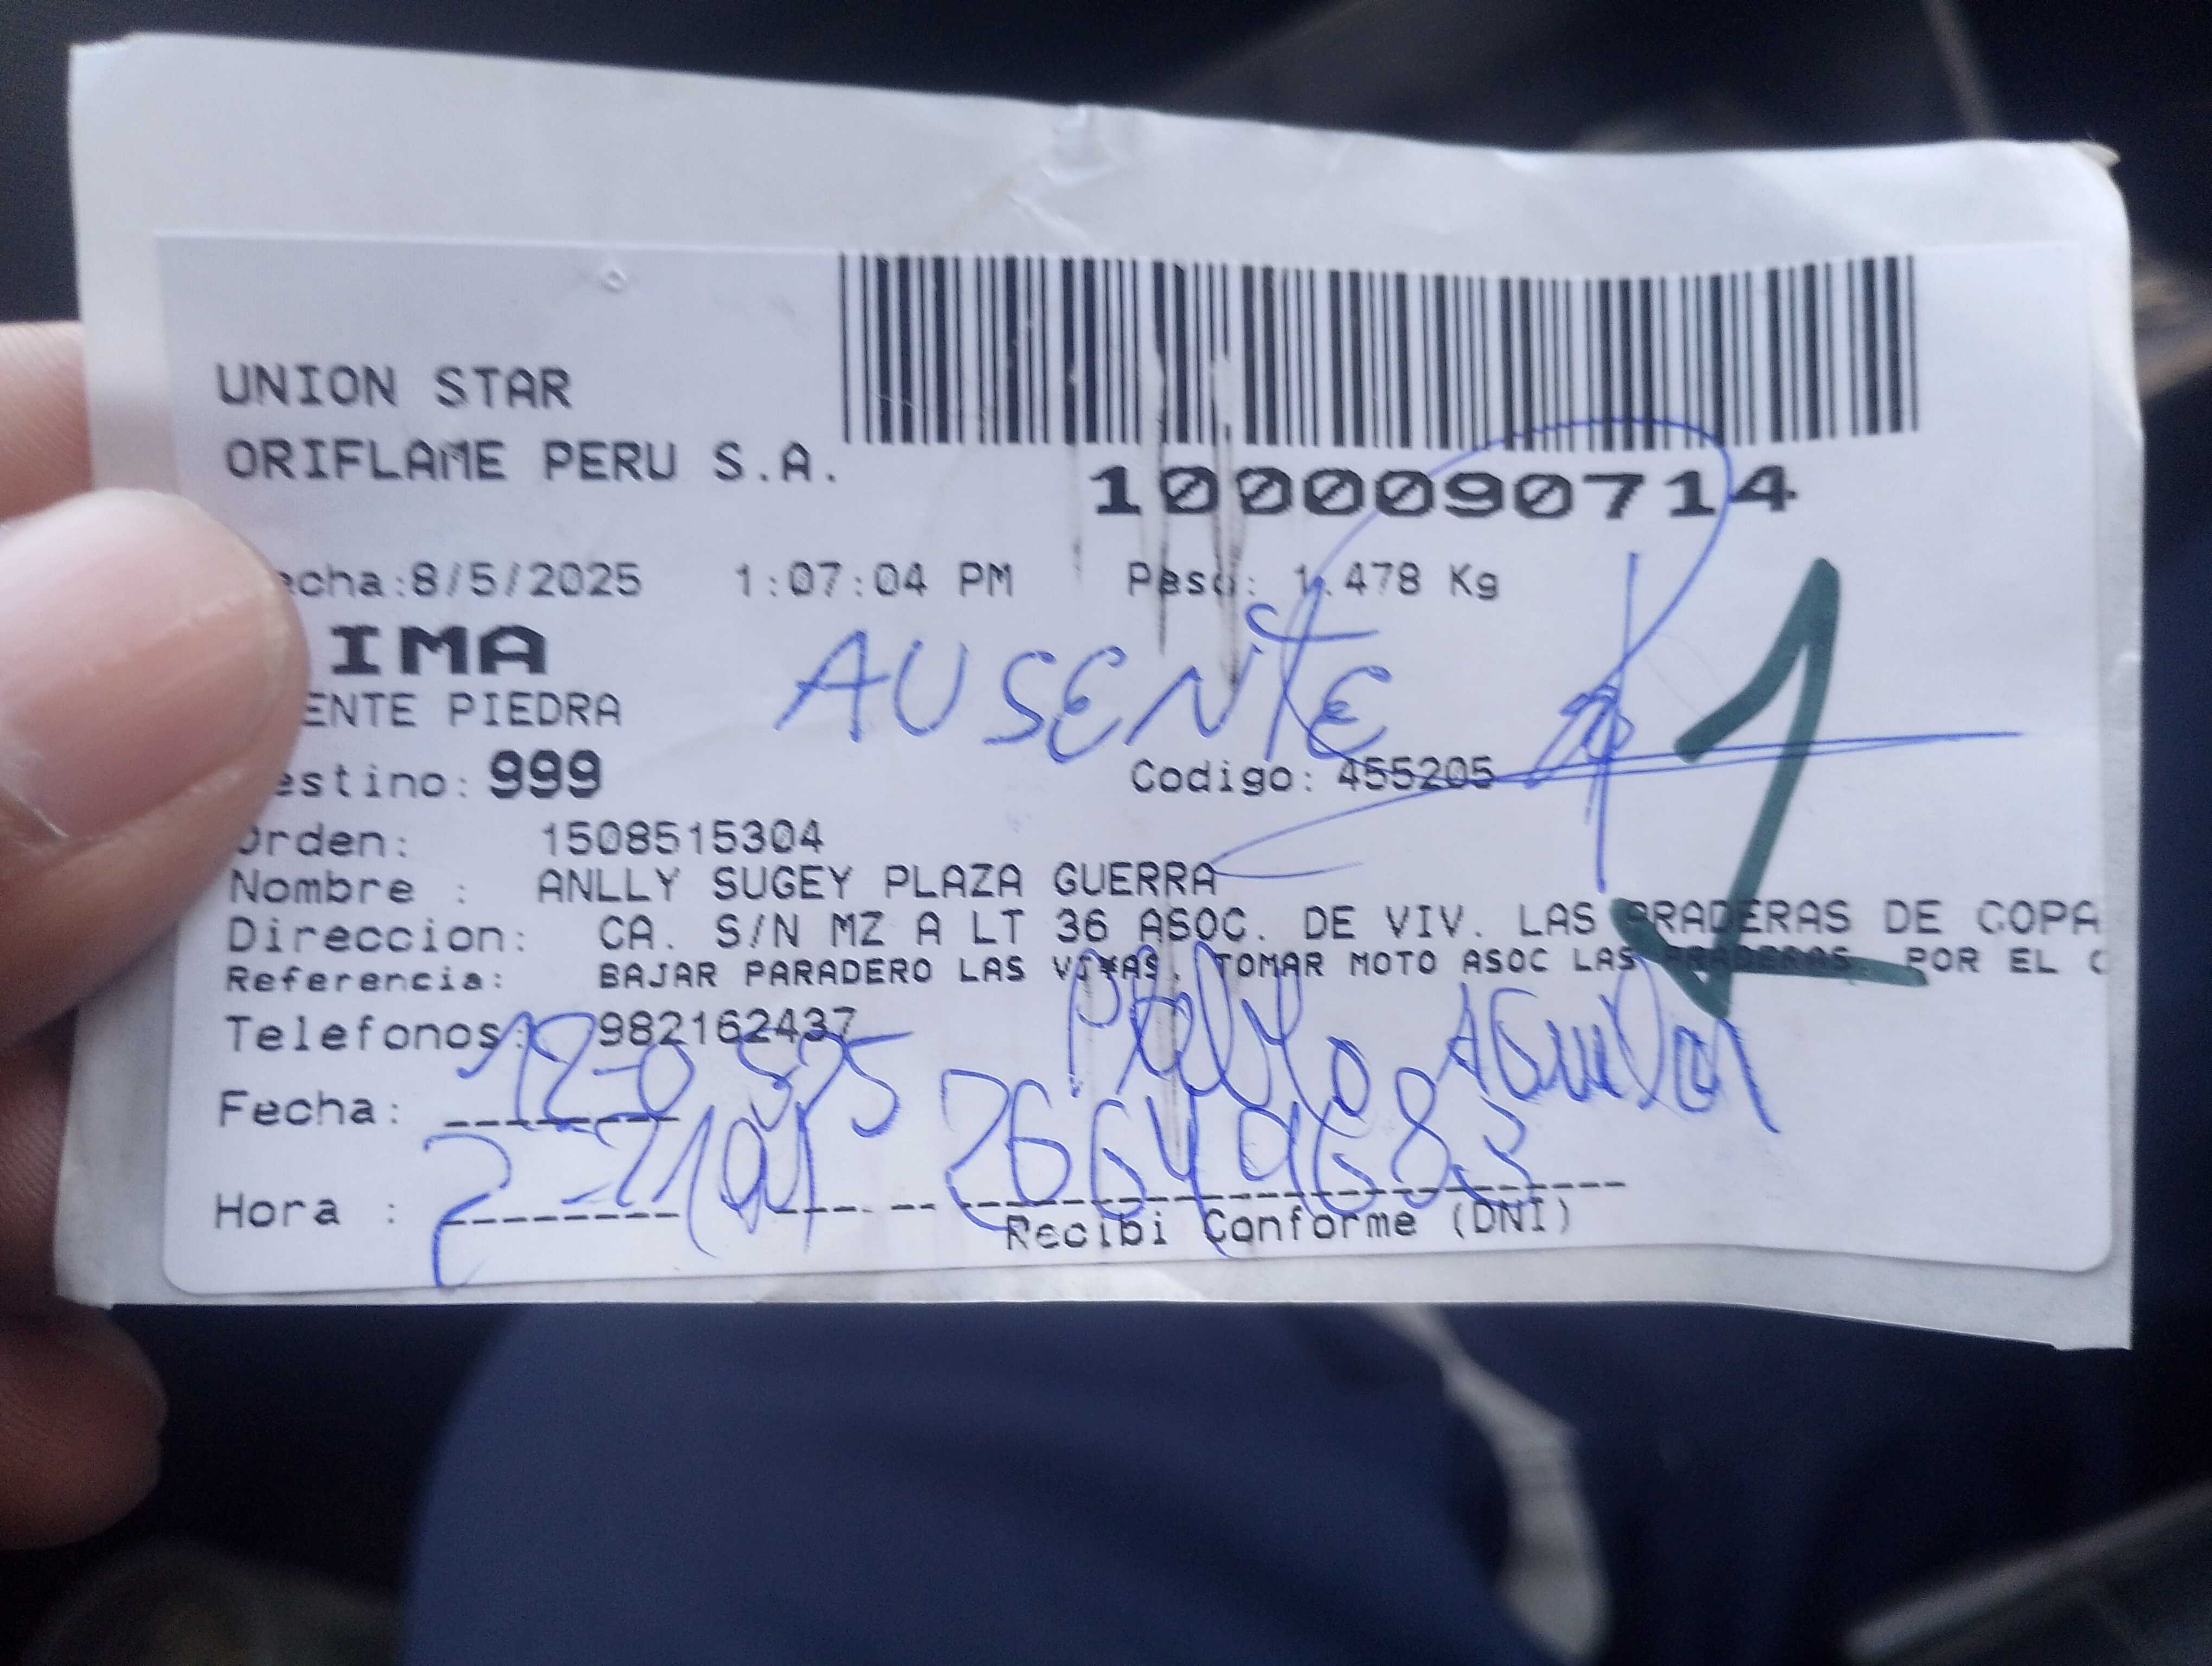 UNION STAR
ORIFLAME PERU S.A.
1000090714
echa:8/5/2025 1:07:04 PM Peso: 1.478 Kg
IMA
AUSENTE
1
ENTE PIEDRA
estino: 999 Codigo: 455205
Orden: 1508515304
Nombre : ANLLY SUGEY PLAZA GUERRA
Direccion: CA. S/N MZ A LT 36 ASOC. DE VIV. LAS PRADERAS DE COPA
Referencia: BAJAR PARADERO LAS VI¥AS, TOMAR MOTO ASOC LAS PRADERAS. POR EL C
Telefonos: 982162437
Fecha:
Hora :
Recibi Conforme (DNI)